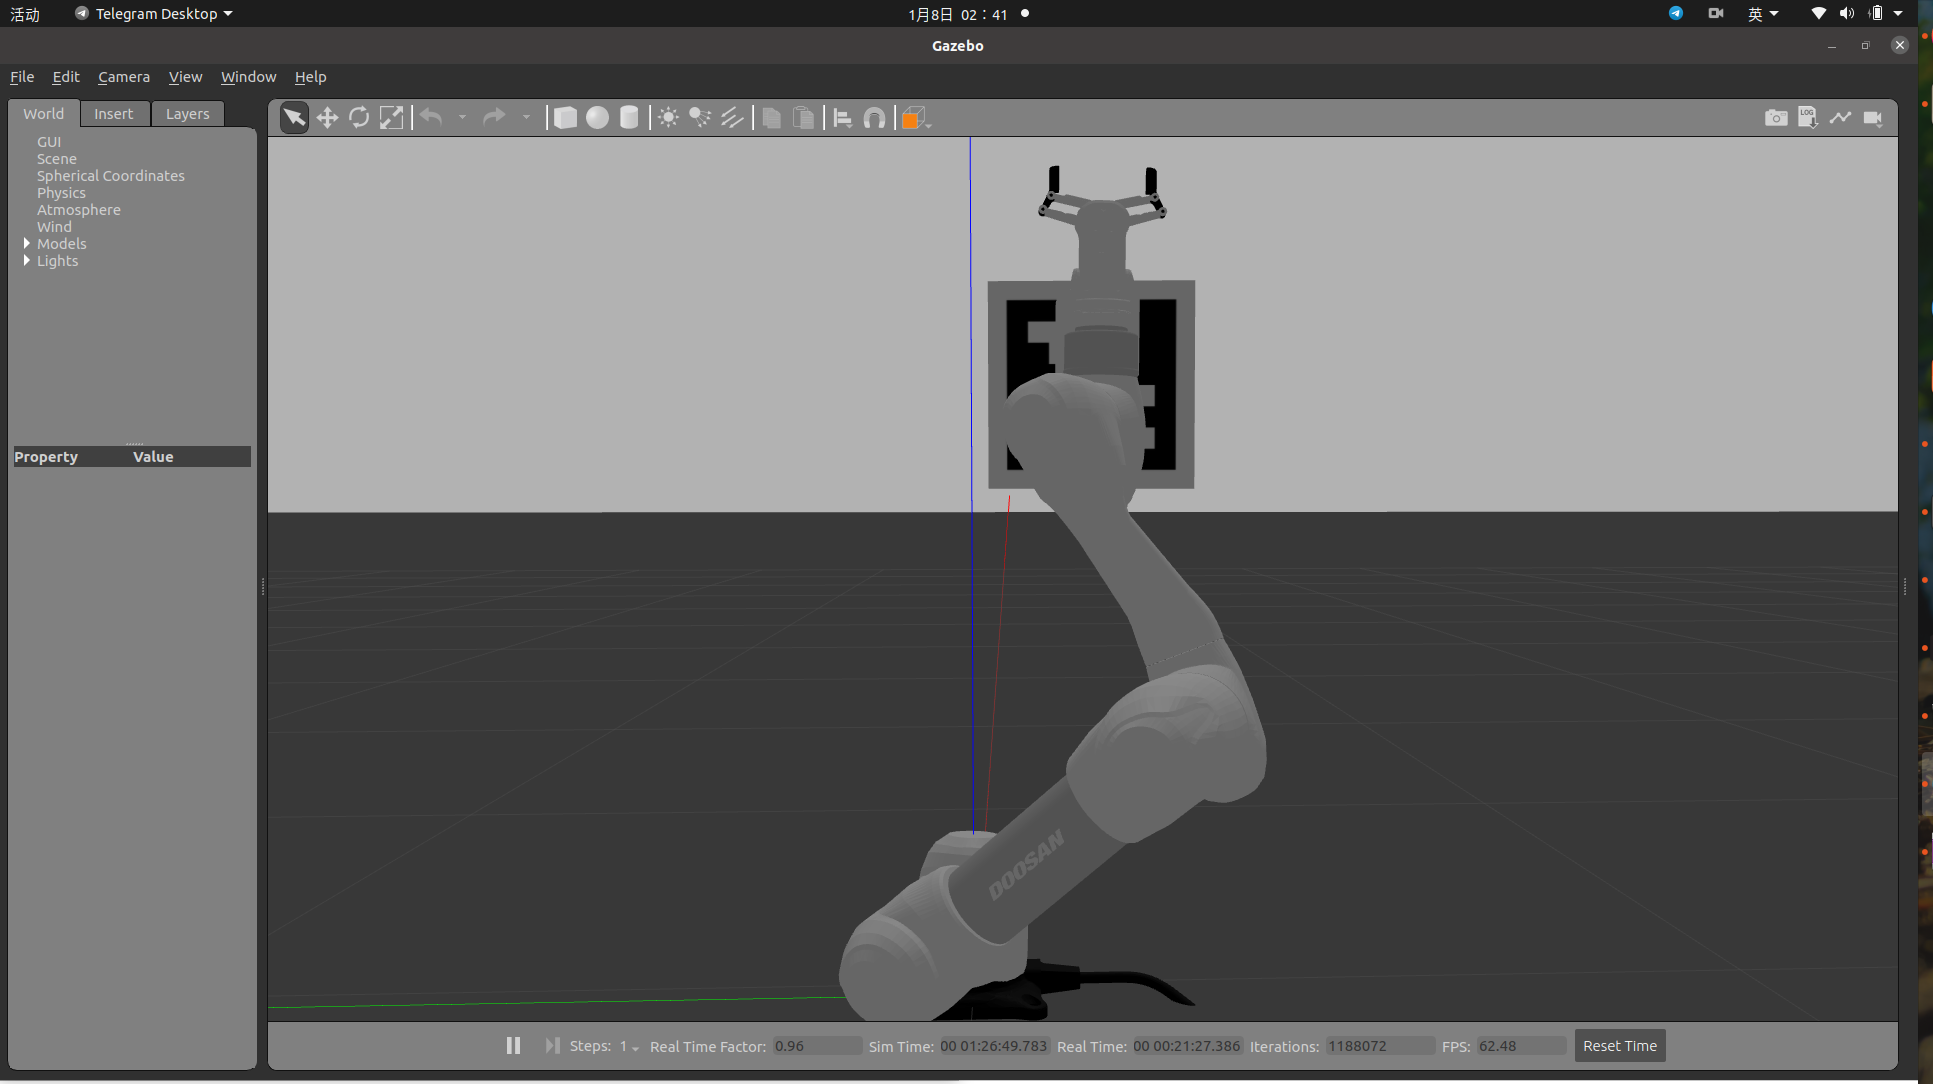 活动 Telegram Desktop 1月8日 02：41 英
Gazebo
File Edit Camera View Window Help
World Insert Layers
LOG
GUI
Scene
Spherical Coordinates
Physics
Atmosphere
Wind
Models
Lights
Property Value
DOOSAN
Steps: 1 Real Time Factor: 0.96 Sim Time: 00 01:26:49.783 Real Time: 00 00:21:27.386 Iterations: 1188072 FPS: 62.48 Reset Time